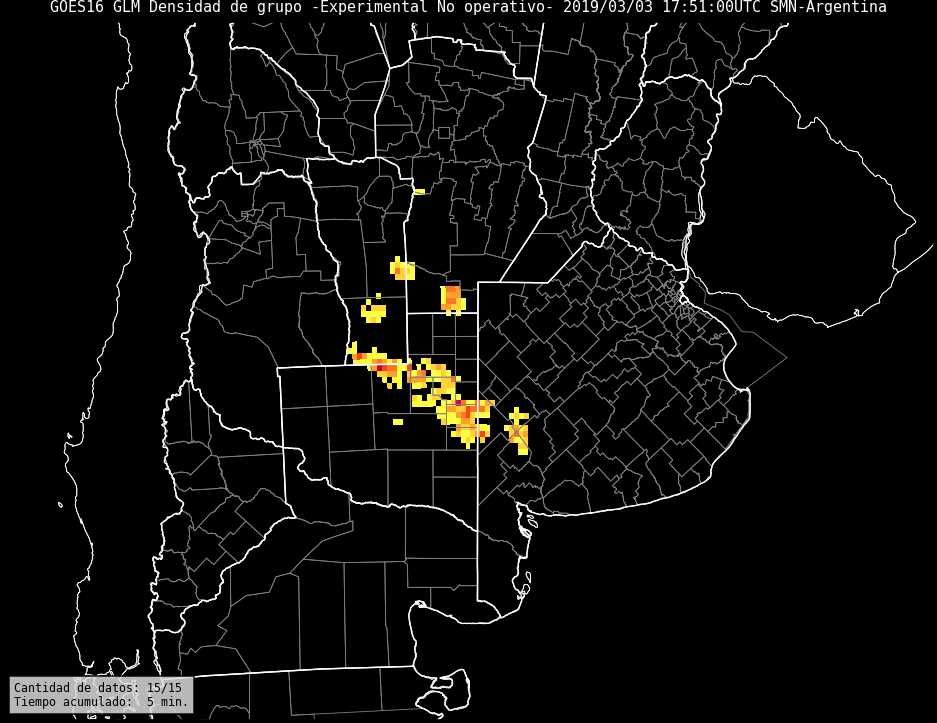 GOES16 GLM Densidad de grupo -Experimental No operativo- 2019/03/03 17:51:00UTC SMN-Argentina
Cantidad de datos: 15/15
Tiempo acumulado:  5 min.